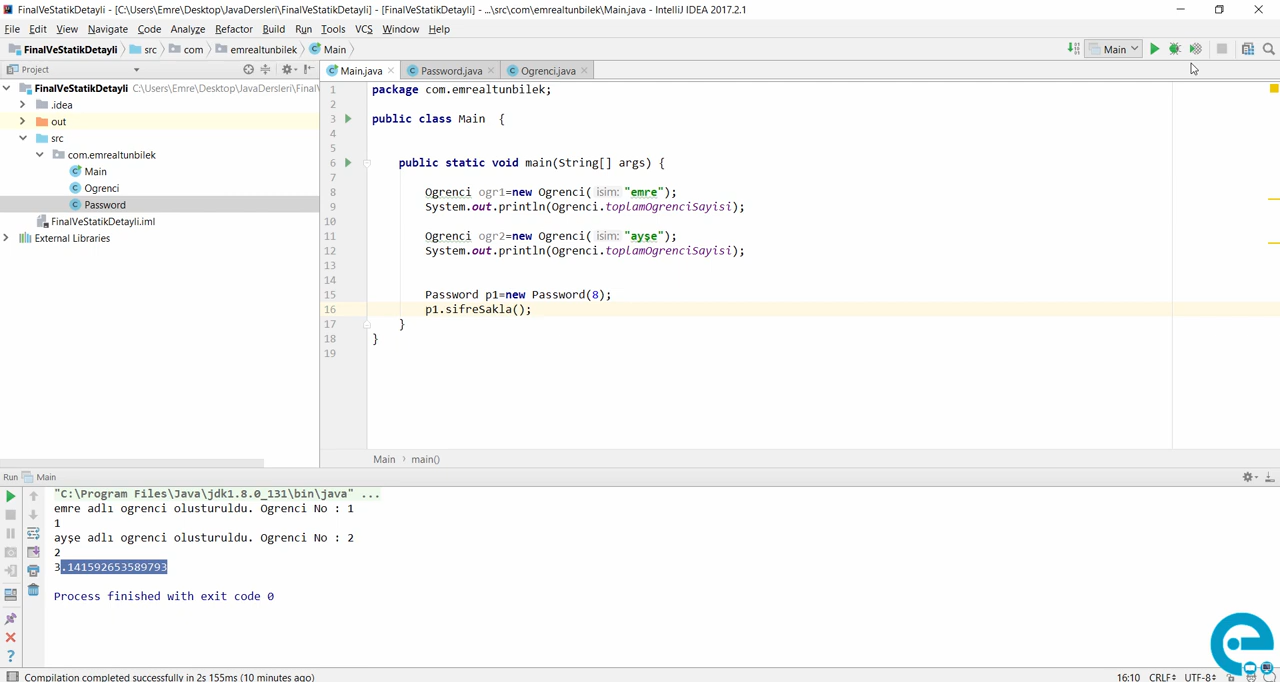 FinalVeStatikDetayli - [C:\Users\Emre\Desktop\JavaDersleri\FinalVeStatikDetayli] - [FinalVeStatikDetayli] - ...\src\com\emrealtunbilek\Main.java - IntelliJ IDEA 2017.2.1
File Edit View Navigate Code Analyze Refactor Build Run Tools VCS Window Help
FinalVeStatikDetayli src com emrealtunbilek Main
Main
Project
Main.java Password.java Ogrenci.java
FinalVeStatikDetayli C:\Users\Emre\Desktop\JavaDersleri\Final
.idea
out
src
com.emrealtunbilek
Main
Ogrenci
Password
FinalVeStatikDetayli.iml
External Libraries
1 package com.emrealtunbilek;
2
3 public class Main {
4
5
6 public static void main(String[] args) {
7
8 Ogrenci ogr1=new Ogrenci( isim: "emre");
9 System.out.println(Ogrenci.toplamOgrenciSayisi);
10
11 Ogrenci ogr2=new Ogrenci( isim: "ayşe");
12 System.out.println(Ogrenci.toplamOgrenciSayisi);
13
14
15 Password p1=new Password(8);
16 p1.sifreSakla();
17 }
18 }
19
Main main()
Run Main
"C:\Program Files\Java\jdk1.8.0_131\bin\java" ...
emre adlı ogrenci olusturuldu. Ogrenci No : 1
1
ayşe adlı ogrenci olusturuldu. Ogrenci No : 2
2
3.141592653589793
Process finished with exit code 0
Compilation completed successfully in 2s 155ms (10 minutes ago)
16:10 CRLF UTF-8